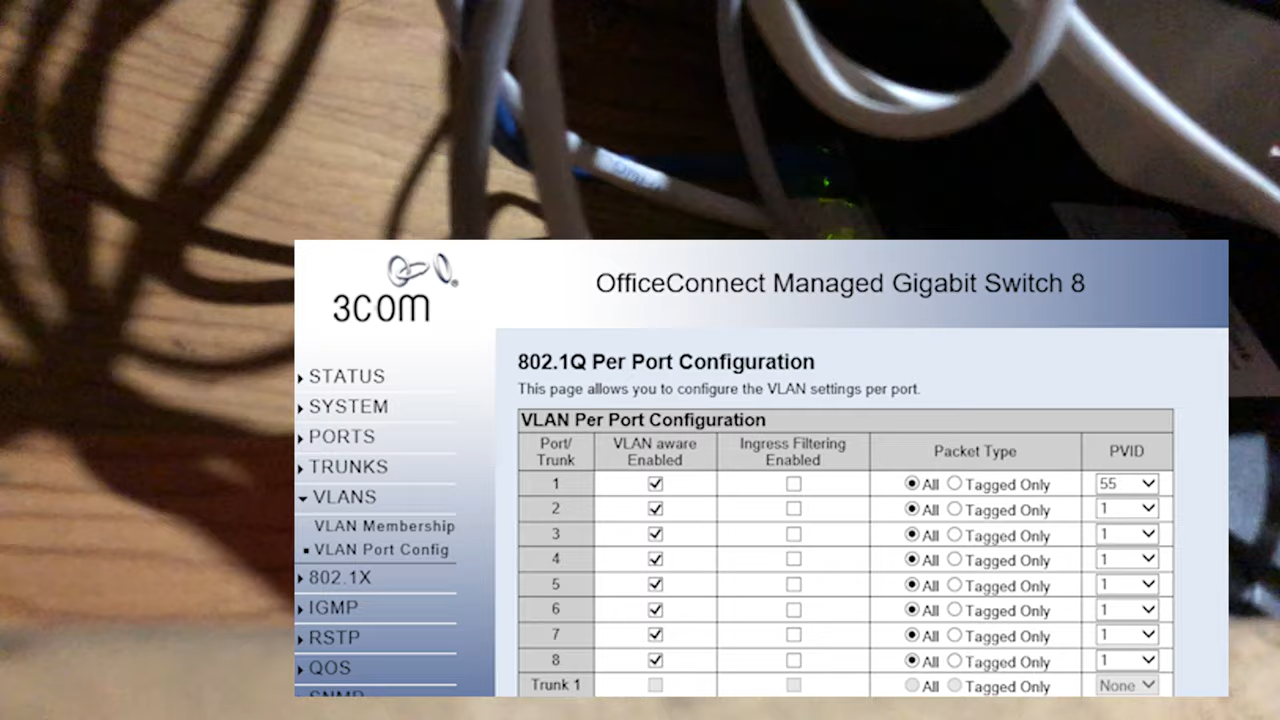 3COM
OfficeConnect Managed Gigabit Switch 8
STATUS
SYSTEM
PORTS
TRUNKS
VLANS
VLAN Membership
VLAN Port Config
802.1X
IGMP
RSTP
QOS
SNMP
802.1Q Per Port Configuration
This page allows you to configure the VLAN settings per port.
VLAN Per Port Configuration
Port/ Trunk VLAN aware Enabled Ingress Filtering Enabled Packet Type PVID
1 All Tagged Only 55
2 All Tagged Only 1
3 All Tagged Only 1
4 All Tagged Only 1
5 All Tagged Only 1
6 All Tagged Only 1
7 All Tagged Only 1
8 All Tagged Only 1
Trunk 1 All Tagged Only None